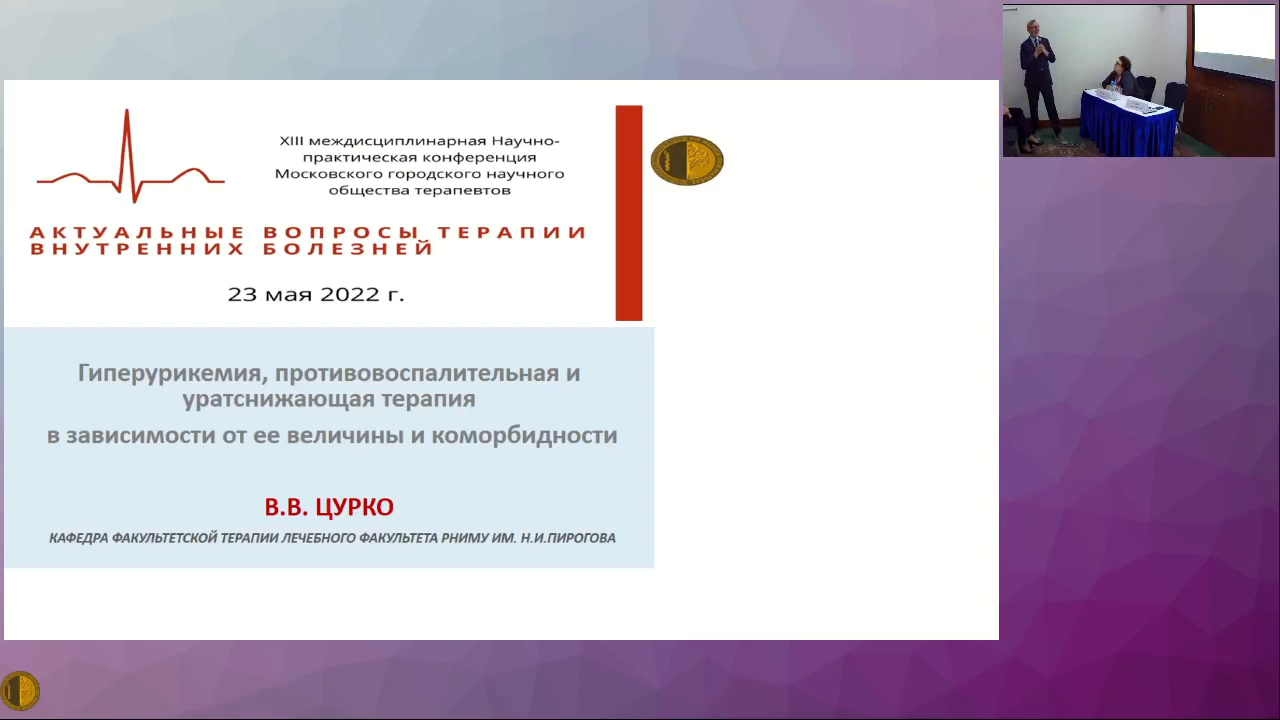 XIII междисциплинарная Научно-
практическая конференция
Московского городского научного
общества терапевтов
АКТУАЛЬНЫЕ ВОПРОСЫ ТЕРАПИИ
ВНУТРЕННИХ БОЛЕЗНЕЙ
23 мая 2022 г.
Гиперурикемия, противовоспалительная и
уратснижающая терапия
в зависимости от ее величины и коморбидности
В.В. ЦУРКО
КАФЕДРА ФАКУЛЬТЕТСКОЙ ТЕРАПИИ ЛЕЧЕБНОГО ФАКУЛЬТЕТА РНИМУ ИМ. Н.И.ПИРОГОВА